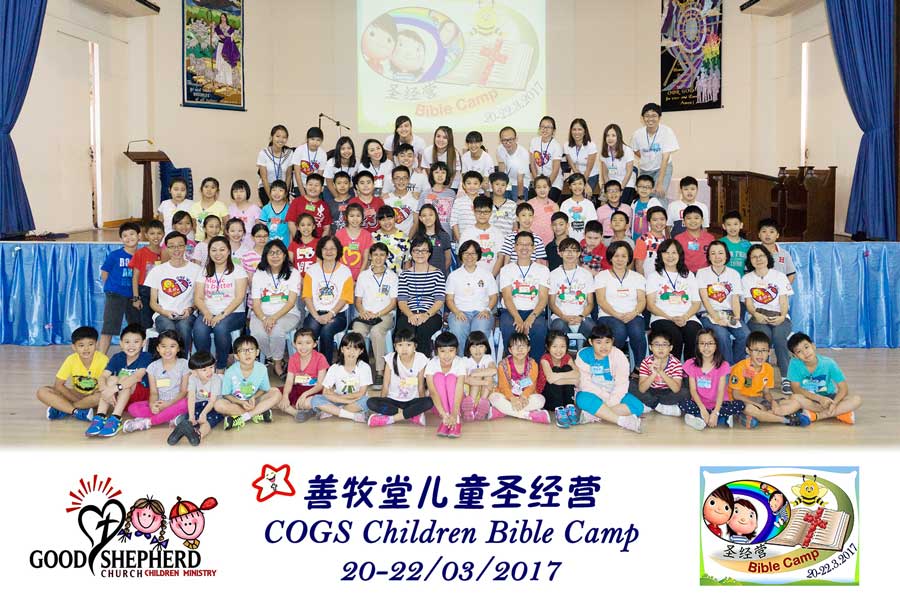 圣经营
Bible Camp
20-22.3.2017
善牧堂儿童圣经营
COGS Children Bible Camp
20-22/03/2017
GOOD SHEPHERD
CHURCH CHILDREN MINISTRY
圣经营
Bible Camp
20-22.3.2017